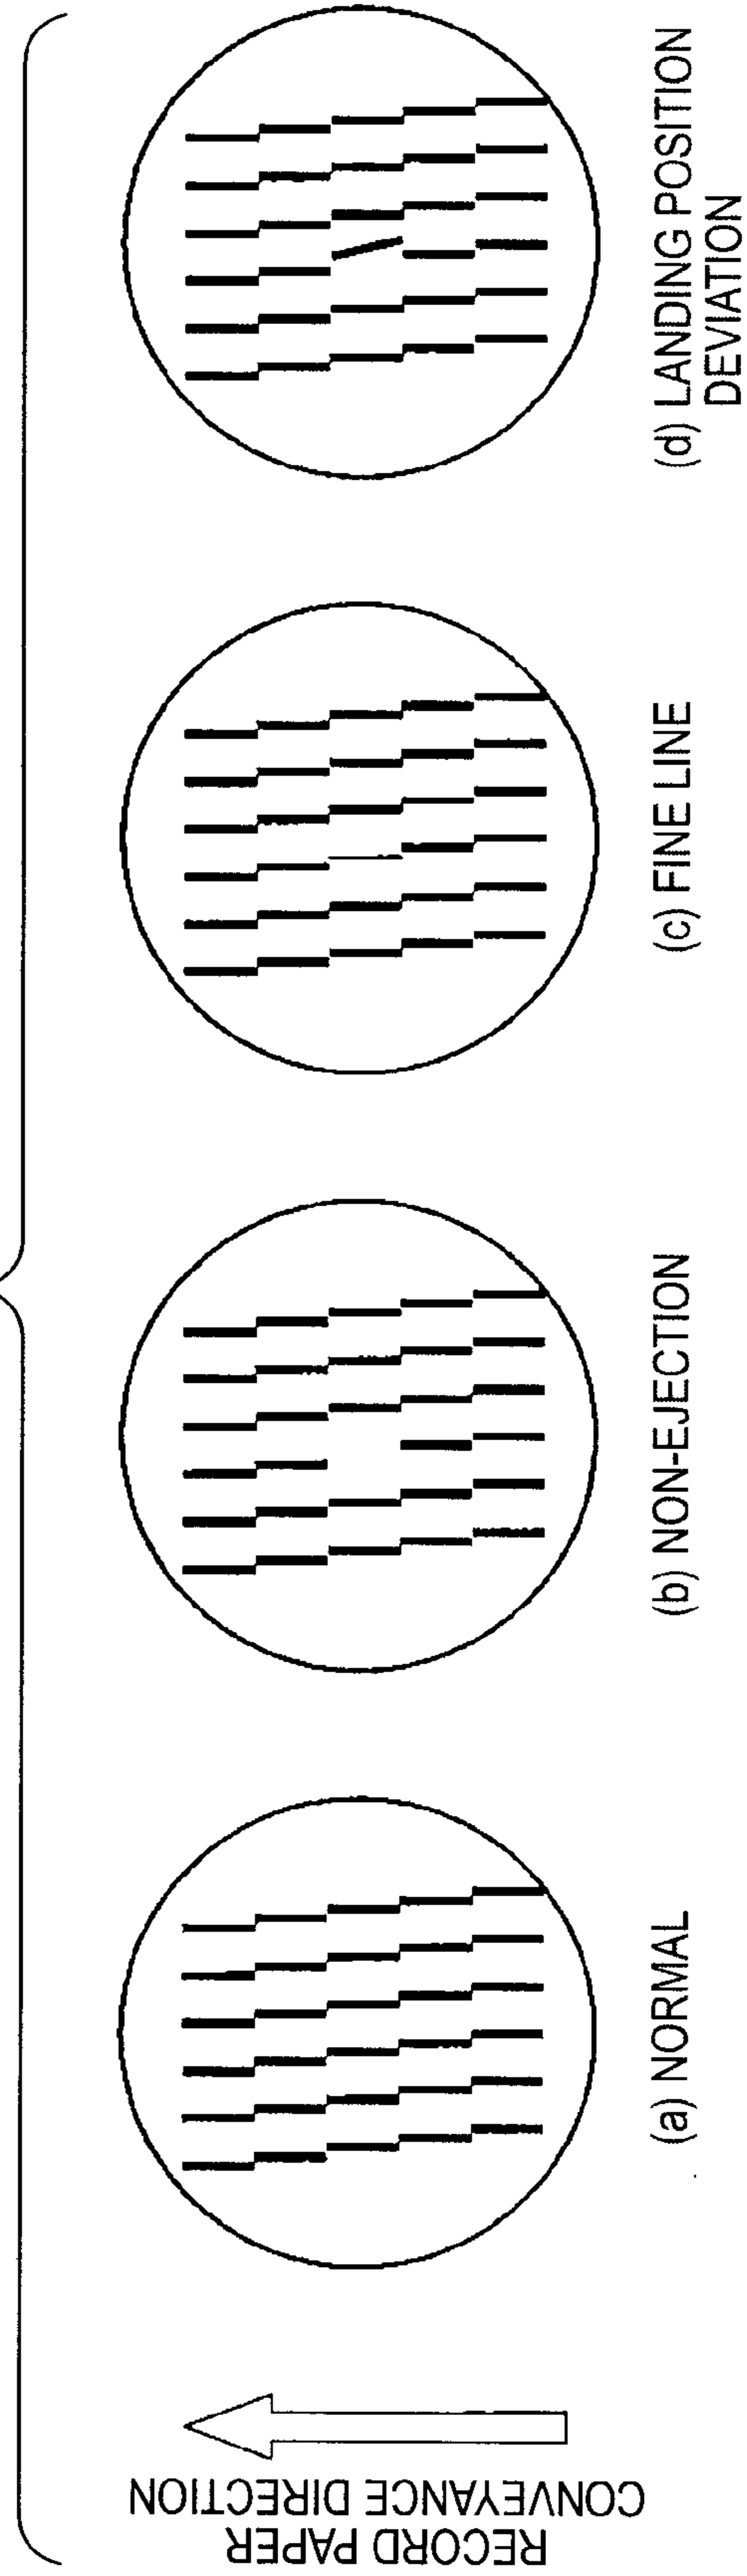 RECORD PAPER
CONVEYANCE DIRECTION
(a) NORMAL
(b) NON-EJECTION
(c) FINE LINE
(d) LANDING POSITION
DEVIATION